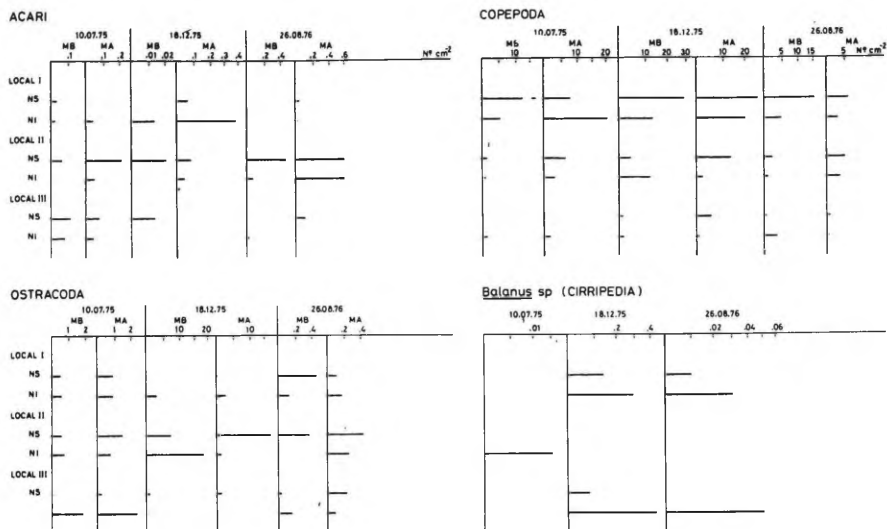 ACARI
10.07.75 18.12.75 26.08.76
MB MA MB MA MB MA
.1 .1 .2 .01 .02 .1 .2 .3 .4 .2 .4 .2 .4 .6 Nº cm-2
LOCAL I
NS
NI
LOCAL II
NS
NI
LOCAL III
NS
NI
COPEPODA
10.07.75 18.12.75 26.08.76
MB MA MB MA MB MA
10 10 20 10 20 30 10 20 5 10 15 5 Nº cm-2
OSTRACODA
10.07.75 18.12.75 26.08.76
MB MA MB MA MB MA
1 2 1 2 10 20 10 .2 .4 .2 .4
LOCAL I
NS
NI
LOCAL II
NS
NI
LOCAL III
NS
Balanus sp (CIRRIPEDIA)
10.07.75 18.12.75 26.08.76
.01 .2 .4 .02 .04 .06